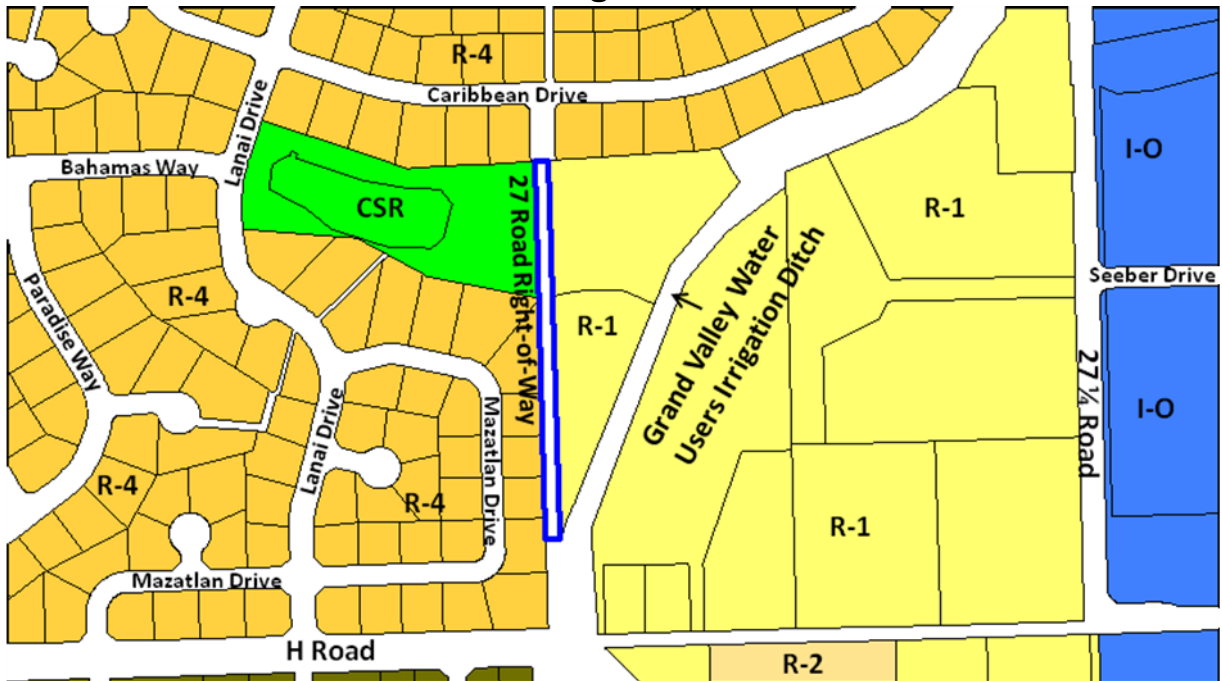 R-4
Caribbean Drive
Lanai Drive
I-O
Bahamas Way
CSR
27 Road Right-of-Way
R-1
Grand Valley Water
Users Irrigation Ditch
Seeber Drive
R-4
Paradise Way
R-1
27 ¼ Road
I-O
Lanai Drive
Mazatlan Drive
R-4
R-4
R-1
Mazatlan Drive
H Road
R-2